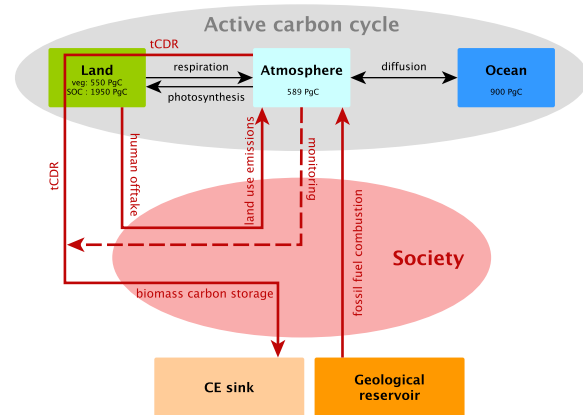 Active carbon cycle
tCDR
Land
veg: 550 PgC
SOC : 1950 PgC
respiration
photosynthesis
Atmosphere
589 PgC
diffusion
Ocean
900 PgC
tCDR
human offtake
land use emissions
monitoring
fossil fuel combustion
Society
biomass carbon storage
CE sink
Geological
reservoir